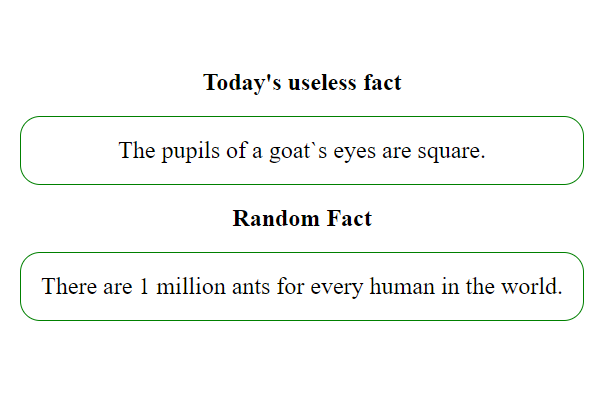 Today's useless fact
The pupils of a goat`s eyes are square.
Random Fact
There are 1 million ants for every human in the world.